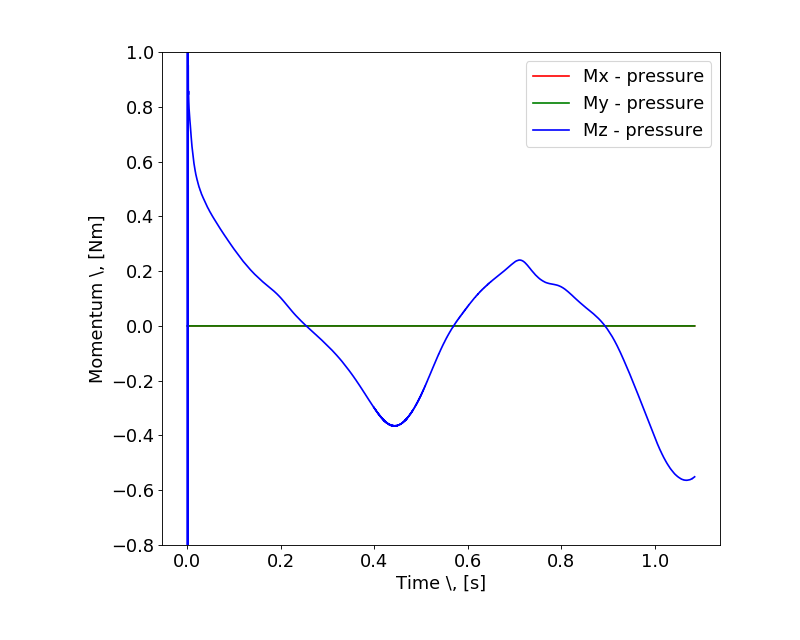 Mx - pressure
My - pressure
Mz - pressure
Momentum \, [Nm]
1.0
0.8
0.6
0.4
0.2
0.0
−0.2
−0.4
−0.6
−0.8
0.0 0.2 0.4 0.6 0.8 1.0
Time \, [s]